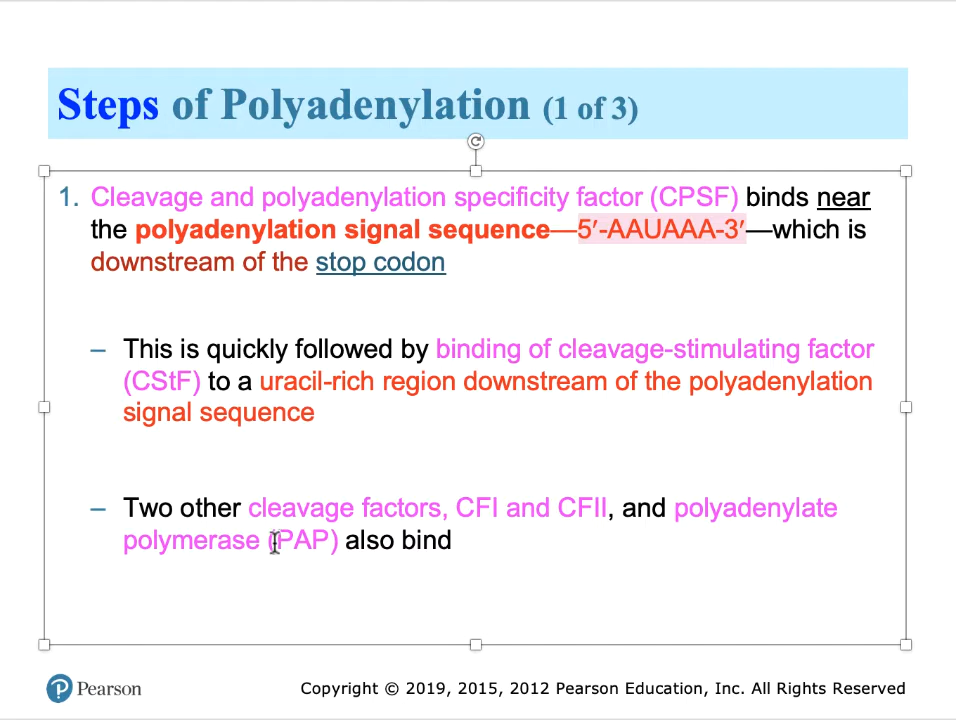 Steps of Polyadenylation (1 of 3)
1. Cleavage and polyadenylation specificity factor (CPSF) binds near
the polyadenylation signal sequence—5′-AAUAAA-3′—which is
downstream of the stop codon
– This is quickly followed by binding of cleavage-stimulating factor
(CStF) to a uracil-rich region downstream of the polyadenylation
signal sequence
– Two other cleavage factors, CFI and CFII, and polyadenylate
polymerase (PAP) also bind
Pearson
Copyright © 2019, 2015, 2012 Pearson Education, Inc. All Rights Reserved